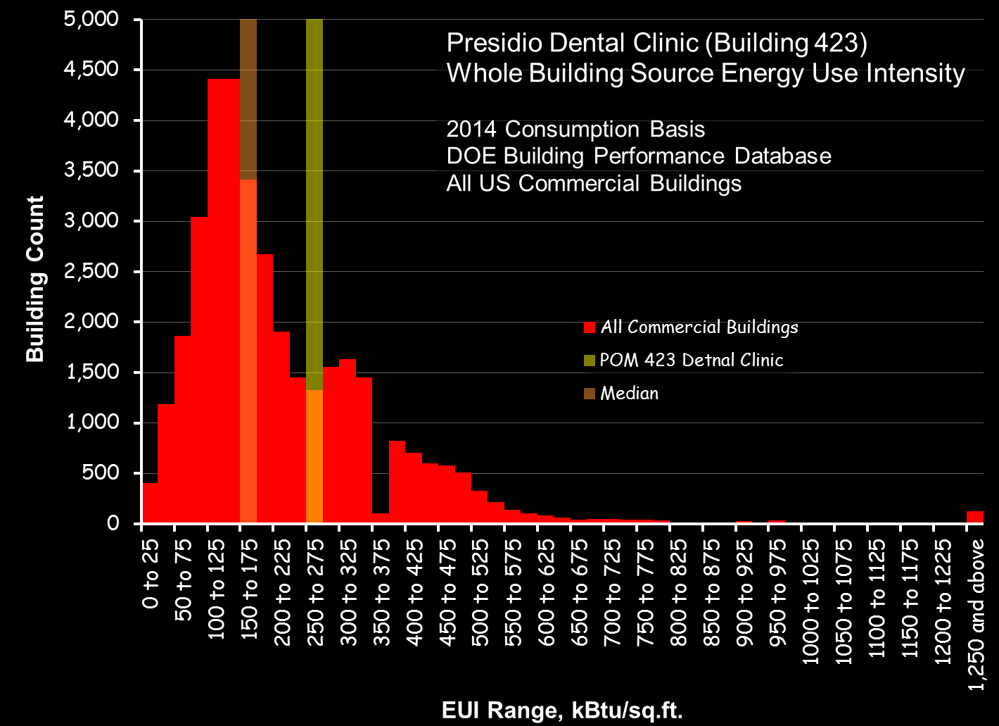 Presidio Dental Clinic (Building 423)
Whole Building Source Energy Use Intensity
2014 Consumption Basis
DOE Building Performance Database
All US Commercial Buildings
Building Count
5,000
4,500
4,000
3,500
3,000
2,500
2,000
1,500
1,000
500
0
All Commercial Buildings
POM 423 Detnal Clinic
Median
0 to 25
50 to 75
100 to 125
150 to 175
200 to 225
250 to 275
300 to 325
350 to 375
400 to 425
450 to 475
500 to 525
550 to 575
600 to 625
650 to 675
700 to 725
750 to 775
800 to 825
850 to 875
900 to 925
950 to 975
1000 to 1025
1050 to 1075
1100 to 1125
1150 to 1175
1200 to 1225
1,250 and above
EUI Range, kBtu/sq.ft.